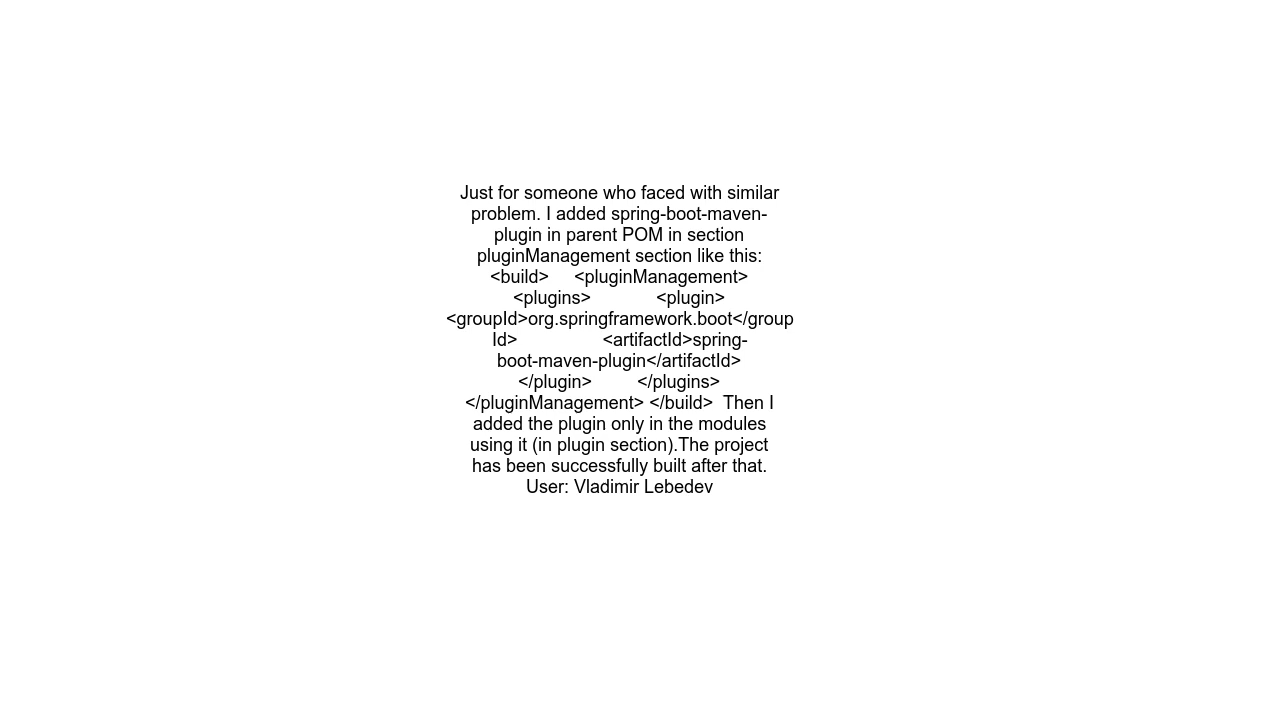 Just for someone who faced with similar
problem. I added spring-boot-maven-
plugin in parent POM in section
pluginManagement section like this:
<build>     <pluginManagement>
<plugins>             <plugin>
<groupId>org.springframework.boot</group
Id>                 <artifactId>spring-
boot-maven-plugin</artifactId>
</plugin>         </plugins>
</pluginManagement> </build>  Then I
added the plugin only in the modules
using it (in plugin section).The project
has been successfully built after that.
User: Vladimir Lebedev